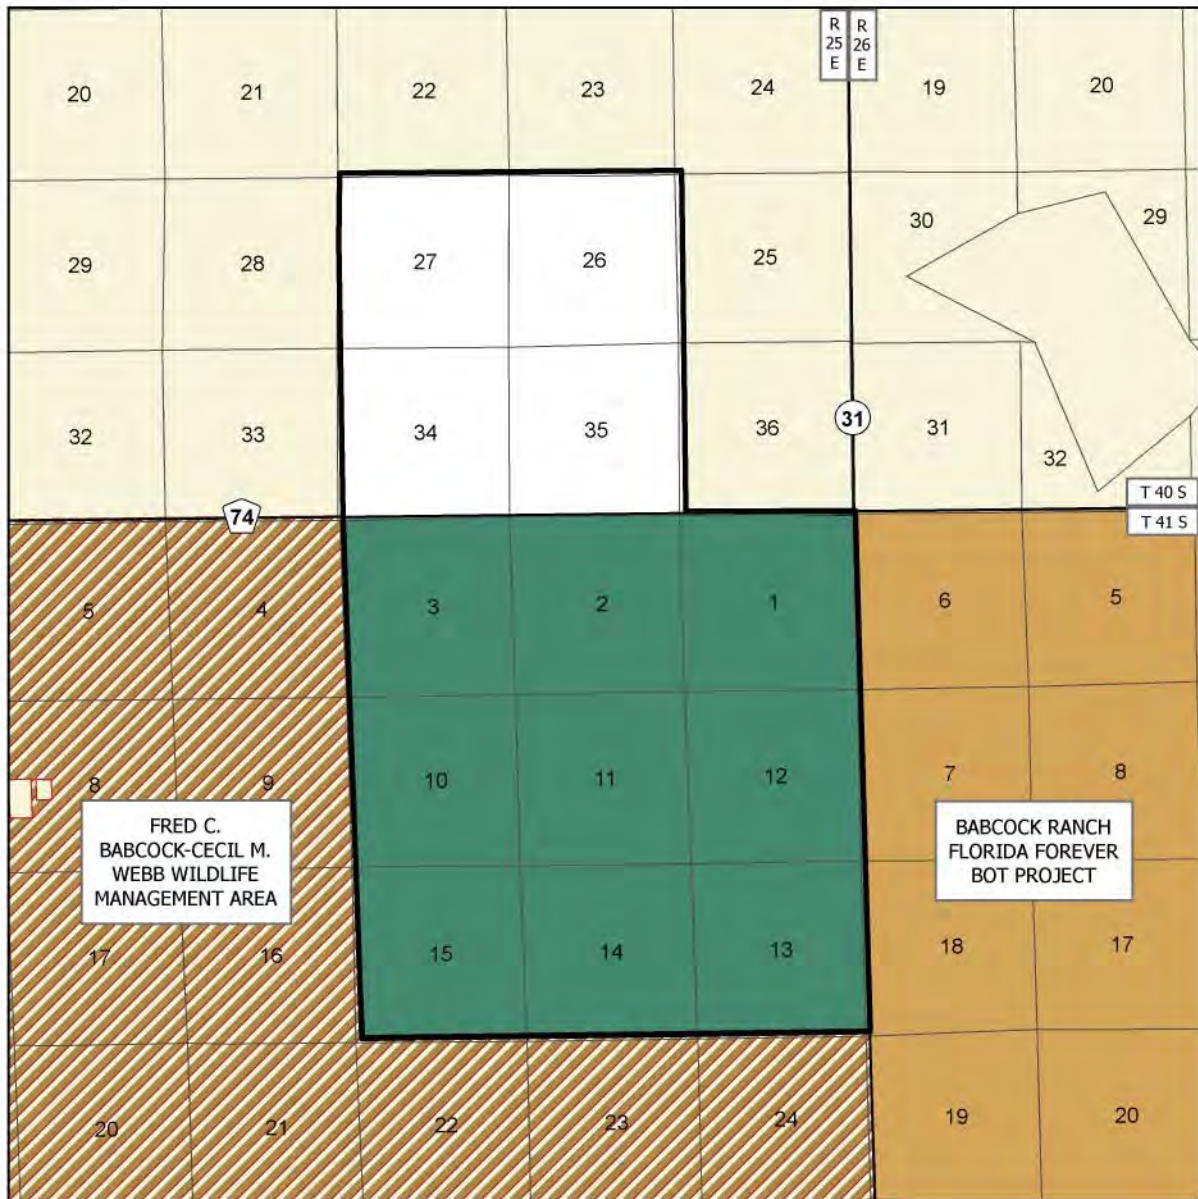 R
25
E
R
26
E
20 21 22 23 24 19 20
29 28 27 26 25 30 29
32 33 34 35 36 31 31 32
T 40 S
T 41 S
74
5 4 3 2 1 6 5
8 9 10 11 12 7 8
FRED C.
BABCOCK-CECIL M.
WEBB WILDLIFE
MANAGEMENT AREA
BABCOCK RANCH
FLORIDA FOREVER
BOT PROJECT
17 16 15 14 13 18 17
20 21 22 23 24 19 20